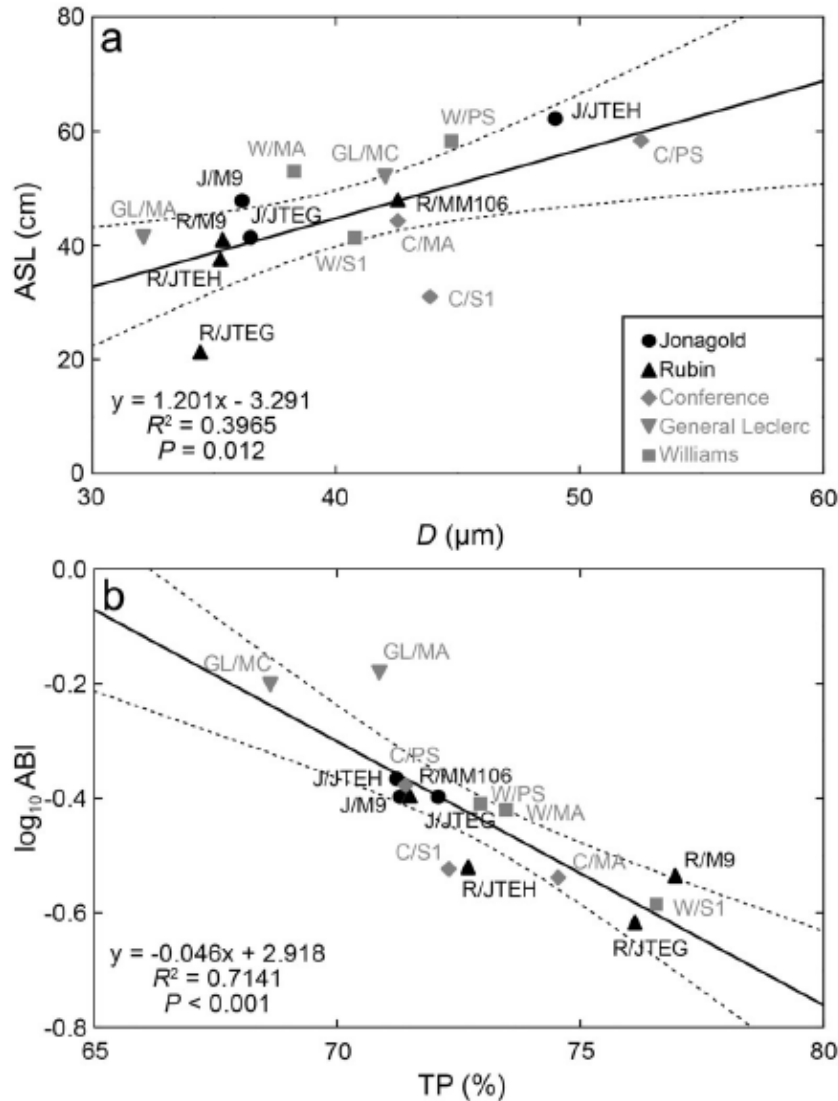 a
80
60
40
20
0
ASL (cm)
W/PS
J/JTEH
W/MA
GL/MC
C/PS
J/M9
GL/MA
R/M9
J/JTEG
R/MM106
C/MA
R/JTEH
W/S1
C/S1
R/JTEG
Jonagold
Rubin
Conference
General Leclerc
Williams
y = 1.201x - 3.291
R² = 0.3965
P = 0.012
30
40
50
60
D (µm)
b
0.0
-0.2
-0.4
-0.6
-0.8
log₁₀ ABI
GL/MC
GL/MA
C/PS
J/JTEH
R/MM106
W/PS
J/M9
J/JTEG
W/MA
C/S1
C/MA
R/M9
R/JTEH
W/S1
R/JTEG
y = -0.046x + 2.918
R² = 0.7141
P < 0.001
65
70
75
80
TP (%)